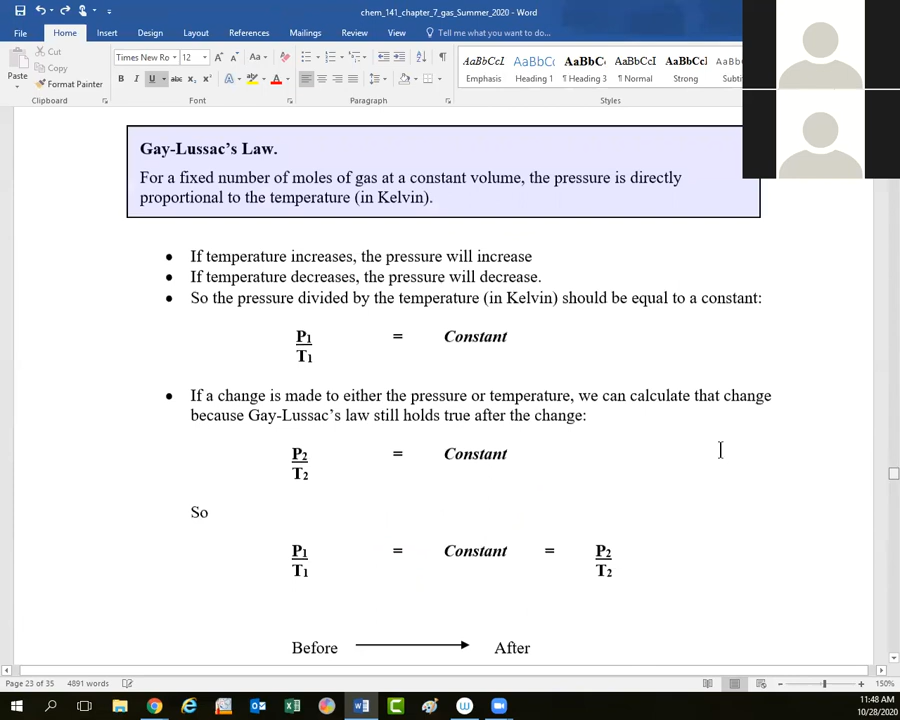 chem_141_chapter_7_gas_Summer_2020 - Word
File Home Insert Design Layout References Mailings Review View Tell me what you want to do...
Cut
Copy
Paste
Format Painter
Times New Ro 12
Aa
B I U abc x₂ x²
AaBbCcI AaBbCc AaBbC AaBbCcI AaBbCc AaBbCcI
Emphasis Heading 1 ¶ Heading 3 ¶ Normal Strong Subti
Clipboard Font Paragraph Styles
Gay-Lussac's Law.
For a fixed number of moles of gas at a constant volume, the pressure is directly
proportional to the temperature (in Kelvin).
• If temperature increases, the pressure will increase
• If temperature decreases, the pressure will decrease.
• So the pressure divided by the temperature (in Kelvin) should be equal to a constant:
P₁ = Constant
T₁
• If a change is made to either the pressure or temperature, we can calculate that change
because Gay-Lussac's law still holds true after the change:
P₂ = Constant
T₂
So
P₁ = Constant = P₂
T₁ T₂
Before After
Page 23 of 35 4891 words 150%
11:48 AM
10/28/2020